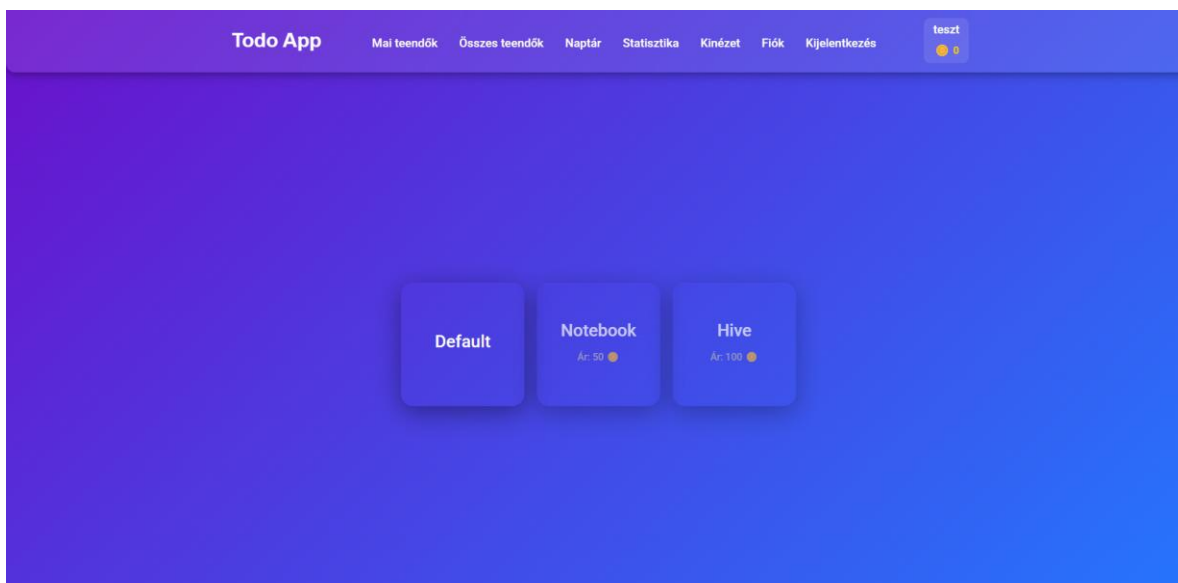 Todo App
Mai teendők Összes teendők Naptár Statisztika Kinézet Fiók Kijelentkezés
teszt
0
Default
Notebook
Ár: 50
Hive
Ár: 100